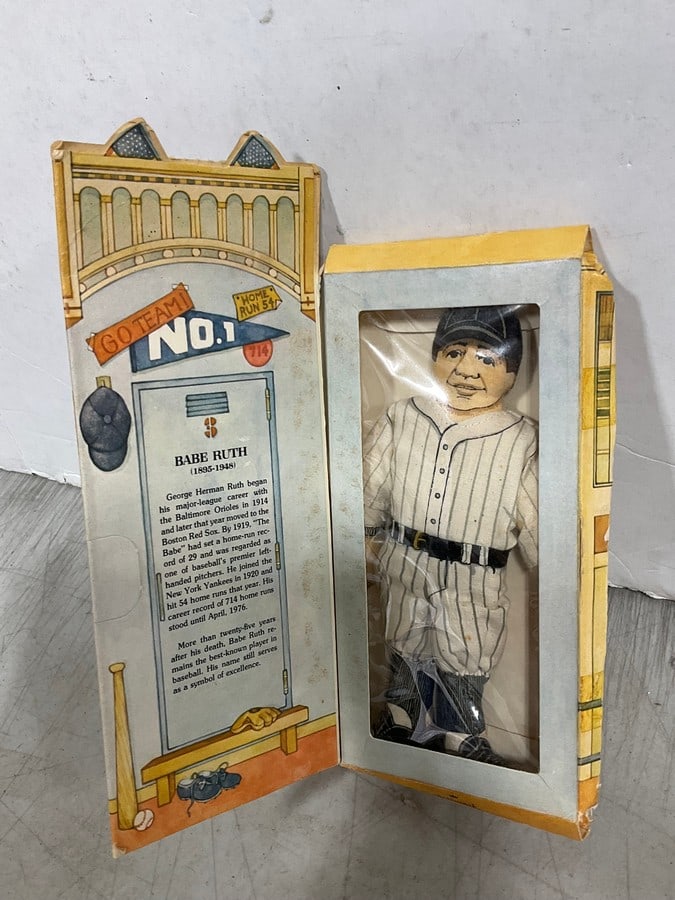 GO TEAM!
HOME
RUN 54
No.1
714
3
BABE RUTH
(1895-1948)
George Herman Ruth began
his major-league career with
the Baltimore Orioles in 1914
and later that year moved to the
Boston Red Sox. By 1919, "The
Babe" had set a home-run rec-
ord of 29 and was regarded as
one of baseball's premier left-
handed pitchers. He joined the
New York Yankees in 1920 and
hit 54 home runs that year. His
career record of 714 home runs
stood until April, 1976.
More than twenty-five years
after his death, Babe Ruth re-
mains the best-known player in
baseball. His name still serves
as a symbol of excellence.